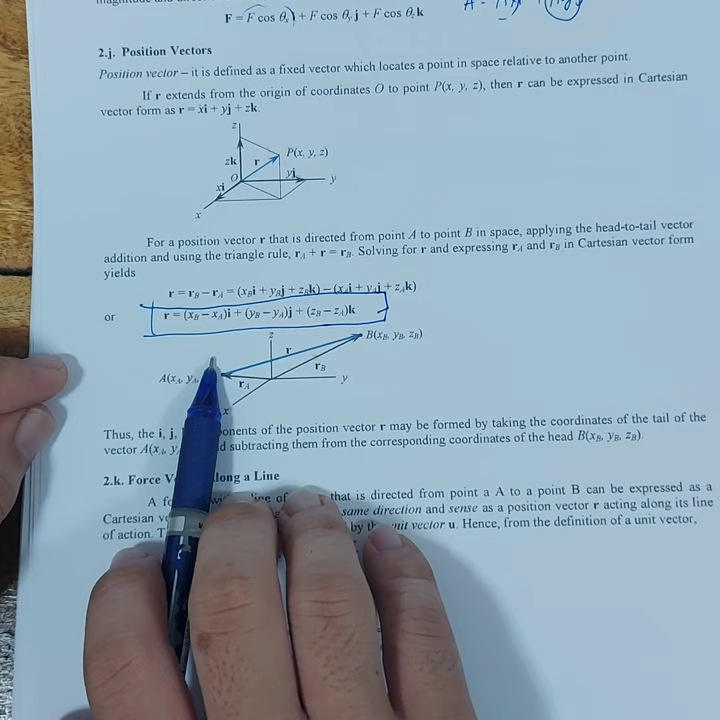 F = F cos θx i + F cos θy j + F cos θz k
2.j. Position Vectors
Position vector – it is defined as a fixed vector which locates a point in space relative to another point.
If r extends from the origin of coordinates O to point P(x, y, z), then r can be expressed in Cartesian
vector form as r = xi + yj + zk.
z
P(x, y, z)
zk r
O yj y
xi
x
For a position vector r that is directed from point A to point B in space, applying the head-to-tail vector
addition and using the triangle rule, rA + r = rB. Solving for r and expressing rA and rB in Cartesian vector form
yields
r = rB – rA = (xBi + yBj + zBk) – (xAi + yAj + zAk)
or r = (xB – xA)i + (yB – yA)j + (zB – zA)k
z B(xB, yB, zB)
r
rB
A(xA, yA, y
rA
x
Thus, the i, j, onents of the position vector r may be formed by taking the coordinates of the tail of the
vector A(xA, y d subtracting them from the corresponding coordinates of the head B(xB, yB, zB).
2.k. Force V long a Line
A fo line of that is directed from point a A to a point B can be expressed as a
Cartesian ve same direction and sense as a position vector r acting along its line
of action. T by the unit vector u. Hence, from the definition of a unit vector,